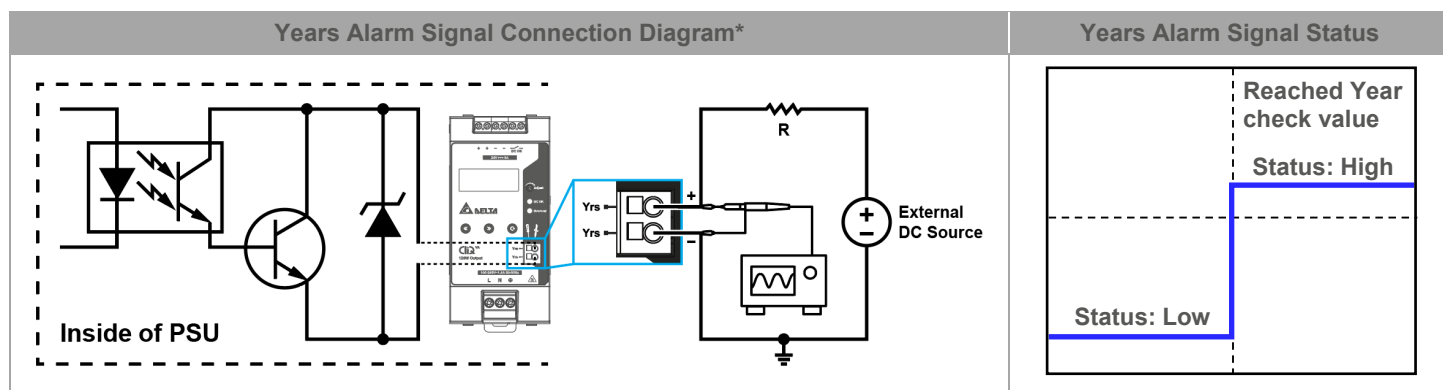 Years Alarm Signal Connection Diagram*
Years Alarm Signal Status
Reached Year
check value
Status: High
Status: Low
R
+
−
External
DC Source
Yrs
Yrs
+
−
DELTA
Inside of PSU